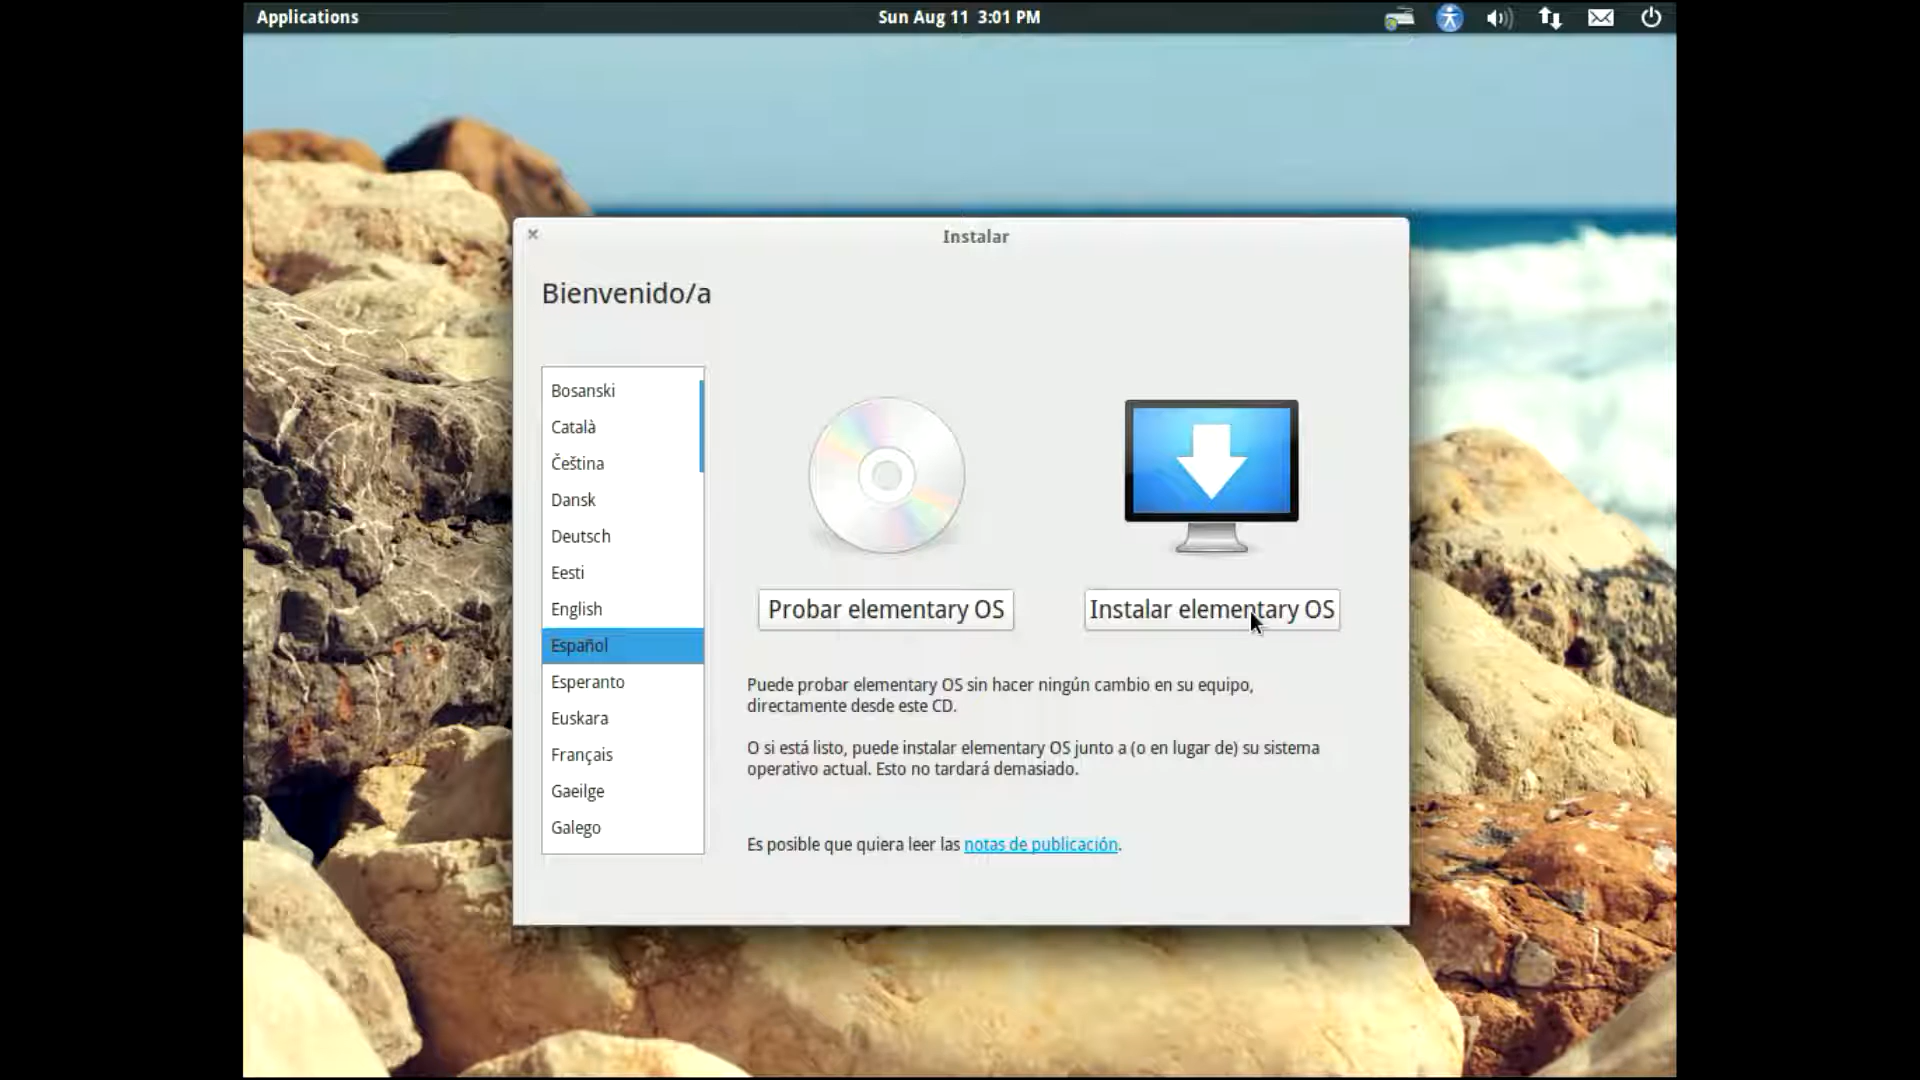 Applications
Sun Aug 11 3:01 PM
Instalar
Bienvenido/a
Bosanski
Català
Čeština
Dansk
Deutsch
Eesti
English
Español
Esperanto
Euskara
Français
Gaeilge
Galego
Probar elementary OS
Instalar elementary OS
Puede probar elementary OS sin hacer ningún cambio en su equipo,
directamente desde este CD.
O si está listo, puede instalar elementary OS junto a (o en lugar de) su sistema
operativo actual. Esto no tardará demasiado.
Es posible que quiera leer las notas de publicación.